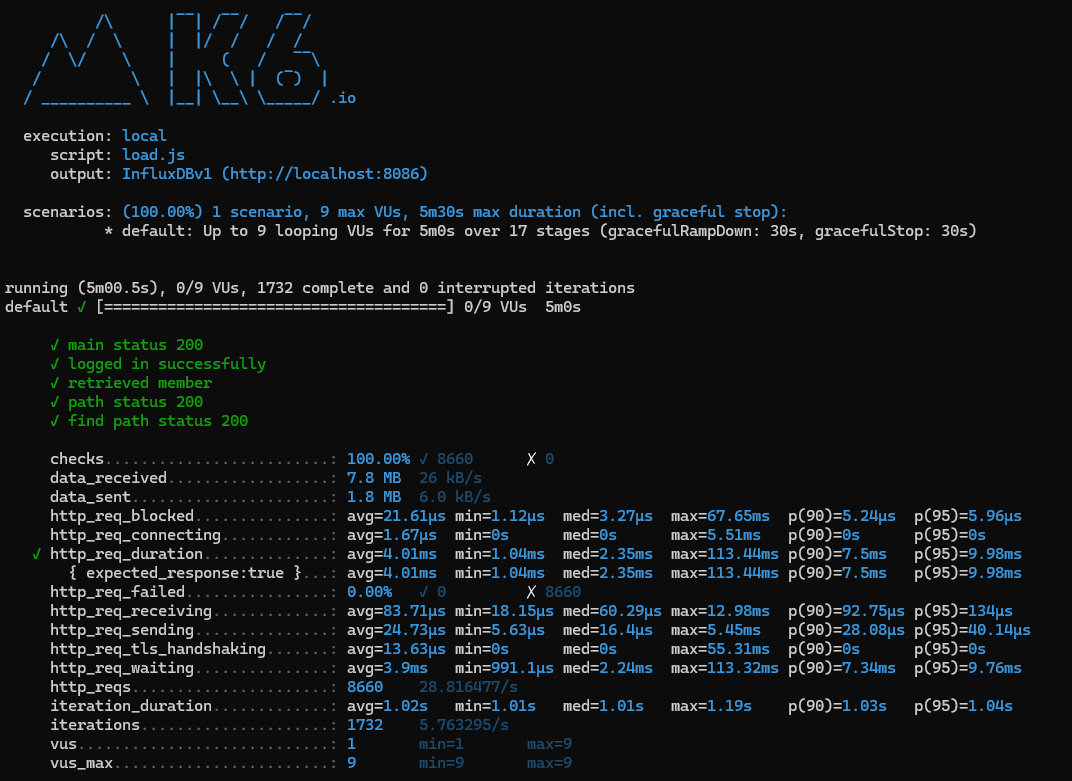 /\      |‾‾| /‾‾/   /‾‾/
     /\  /  \     |  |/  /   /  /
    /  \/    \    |     (   /   ‾‾\
   /          \   |  |\  \ |  (‾)  |
  / __________ \  |__| \__\ \_____/ .io
  execution: local
     script: load.js
     output: InfluxDBv1 (http://localhost:8086)
  scenarios: (100.00%) 1 scenario, 9 max VUs, 5m30s max duration (incl. graceful stop):
           * default: Up to 9 looping VUs for 5m0s over 17 stages (gracefulRampDown: 30s, gracefulStop: 30s)
running (5m00.5s), 0/9 VUs, 1732 complete and 0 interrupted iterations
default ✓ [======================================] 0/9 VUs  5m0s
     ✓ main status 200
     ✓ logged in successfully
     ✓ retrieved member
     ✓ path status 200
     ✓ find path status 200
     checks.........................: 100.00% ✓ 8660      ✗ 0
     data_received..................: 7.8 MB  26 kB/s
     data_sent......................: 1.8 MB  6.0 kB/s
     http_req_blocked...............: avg=21.61µs min=1.12µs  med=3.27µs  max=67.65ms  p(90)=5.24µs  p(95)=5.96µs
     http_req_connecting............: avg=1.67µs  min=0s      med=0s      max=5.51ms   p(90)=0s      p(95)=0s
   ✓ http_req_duration..............: avg=4.01ms  min=1.04ms  med=2.35ms  max=113.44ms p(90)=7.5ms   p(95)=9.98ms
       { expected_response:true }...: avg=4.01ms  min=1.04ms  med=2.35ms  max=113.44ms p(90)=7.5ms   p(95)=9.98ms
     http_req_failed................: 0.00%   ✓ 0         ✗ 8660
     http_req_receiving.............: avg=83.71µs min=18.15µs med=60.29µs max=12.98ms  p(90)=92.75µs p(95)=134µs
     http_req_sending...............: avg=24.73µs min=5.63µs  med=16.4µs  max=5.45ms   p(90)=28.08µs p(95)=40.14µs
     http_req_tls_handshaking.......: avg=13.63µs min=0s      med=0s      max=55.31ms  p(90)=0s      p(95)=0s
     http_req_waiting...............: avg=3.9ms   min=991.1µs med=2.24ms  max=113.32ms p(90)=7.34ms  p(95)=9.76ms
     http_reqs......................: 8660    28.816477/s
     iteration_duration.............: avg=1.02s   min=1.01s   med=1.01s   max=1.19s    p(90)=1.03s   p(95)=1.04s
     iterations.....................: 1732    5.763295/s
     vus............................: 1       min=1       max=9
     vus_max........................: 9       min=9       max=9